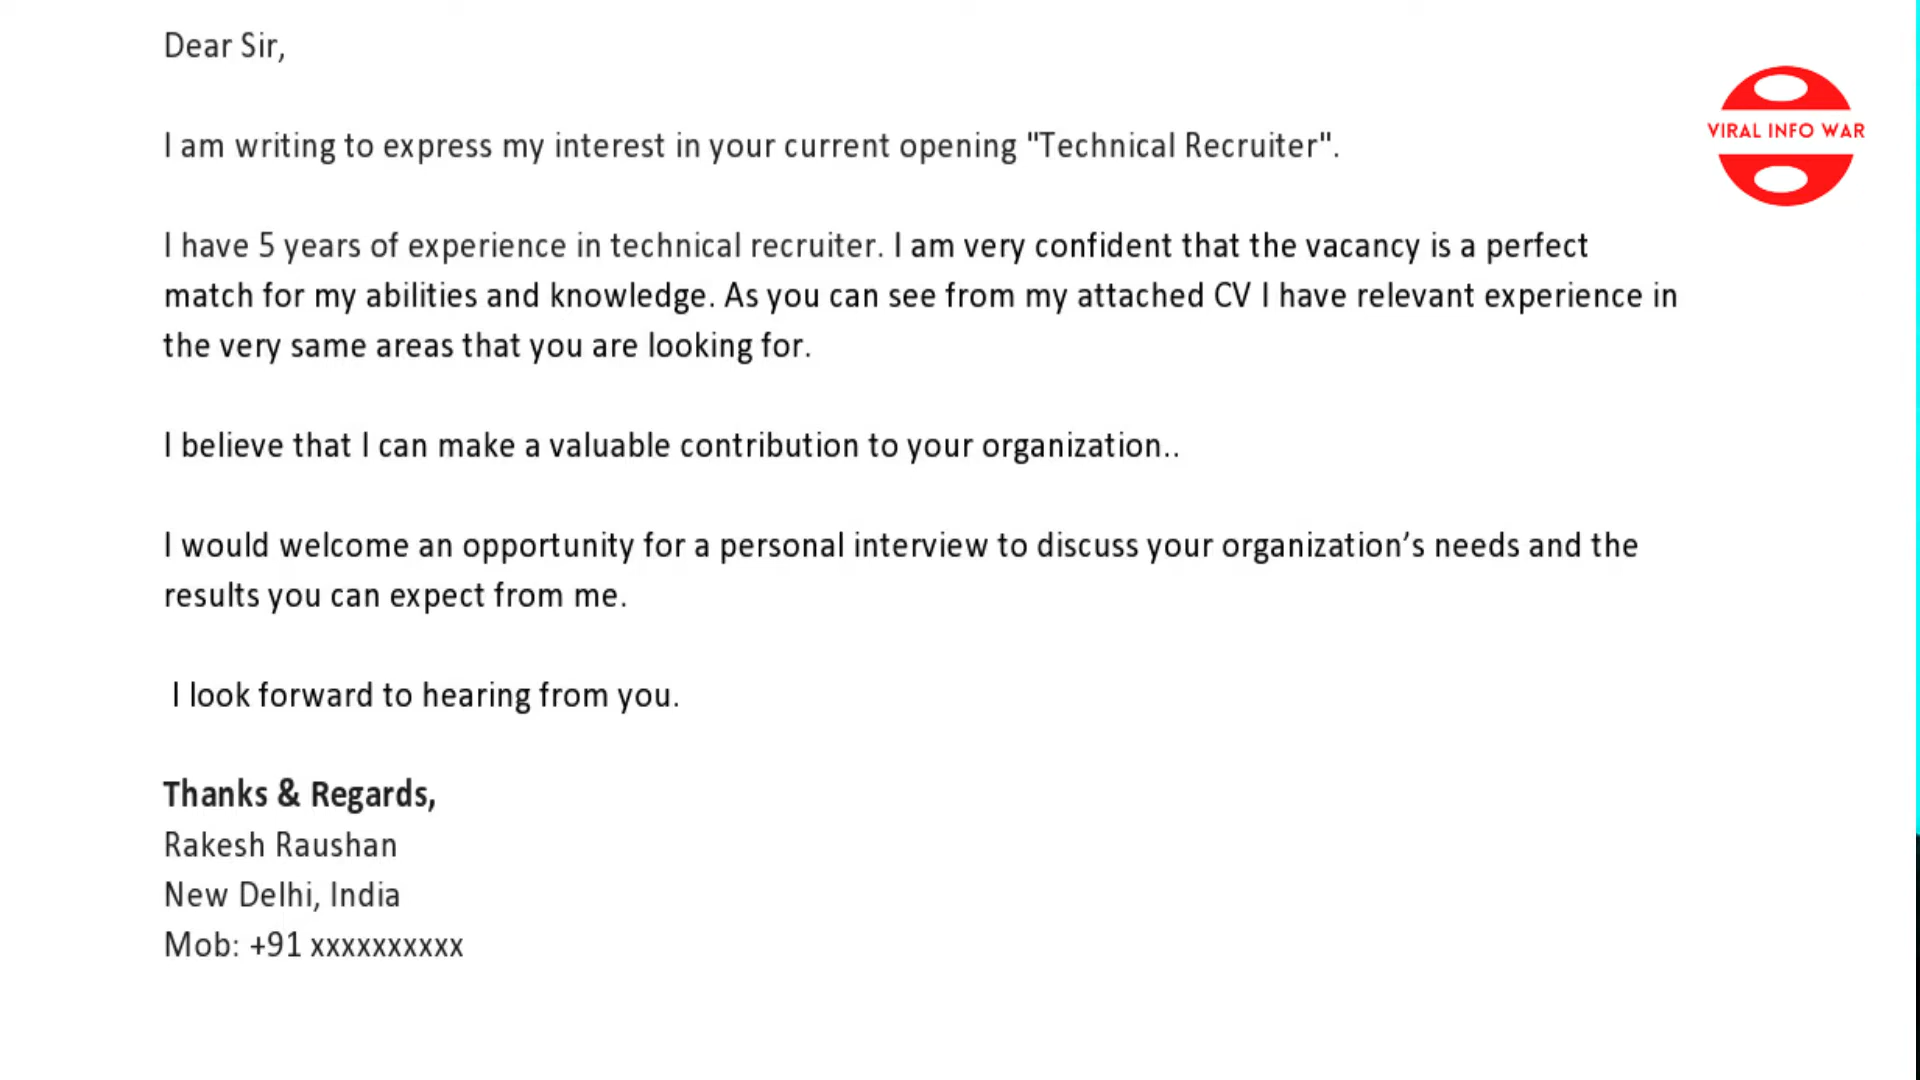 Dear Sir,
VIRAL INFO WAR
I am writing to express my interest in your current opening "Technical Recruiter".
I have 5 years of experience in technical recruiter. I am very confident that the vacancy is a perfect
match for my abilities and knowledge. As you can see from my attached CV I have relevant experience in
the very same areas that you are looking for.
I believe that I can make a valuable contribution to your organization..
I would welcome an opportunity for a personal interview to discuss your organization’s needs and the
results you can expect from me.
I look forward to hearing from you.
Thanks & Regards,
Rakesh Raushan
New Delhi, India
Mob: +91 xxxxxxxxxx